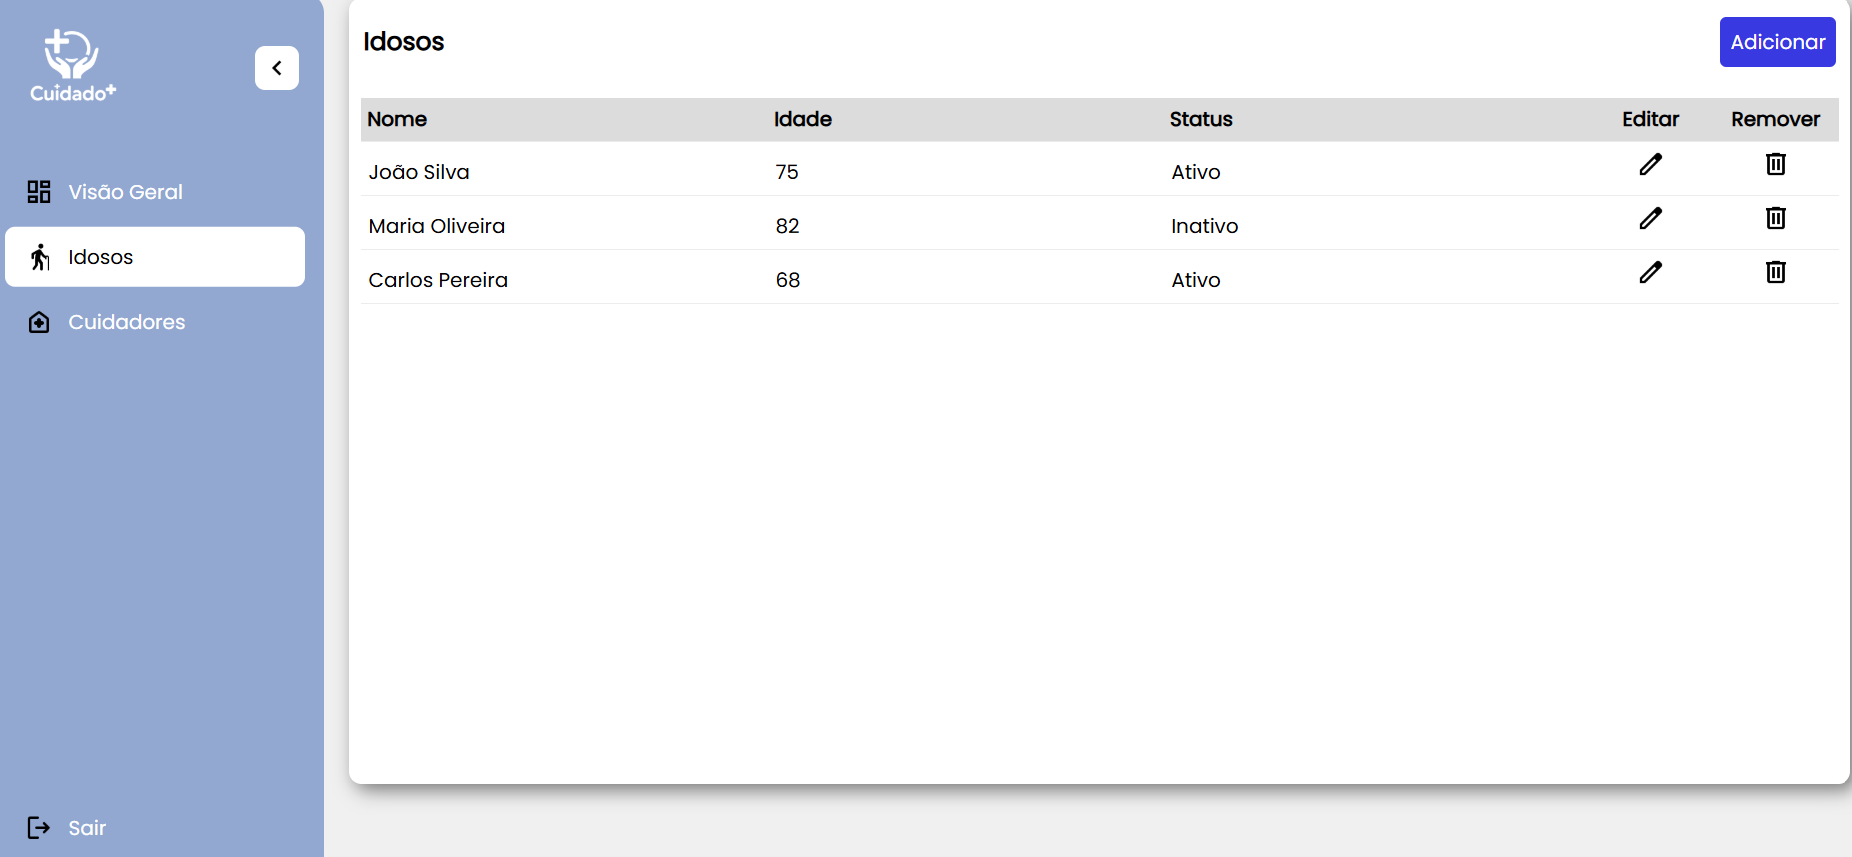 Cuidado+
Visão Geral
Idosos
Cuidadores
Sair
Idosos
Adicionar
Nome Idade Status Editar Remover
João Silva 75 Ativo
Maria Oliveira 82 Inativo
Carlos Pereira 68 Ativo